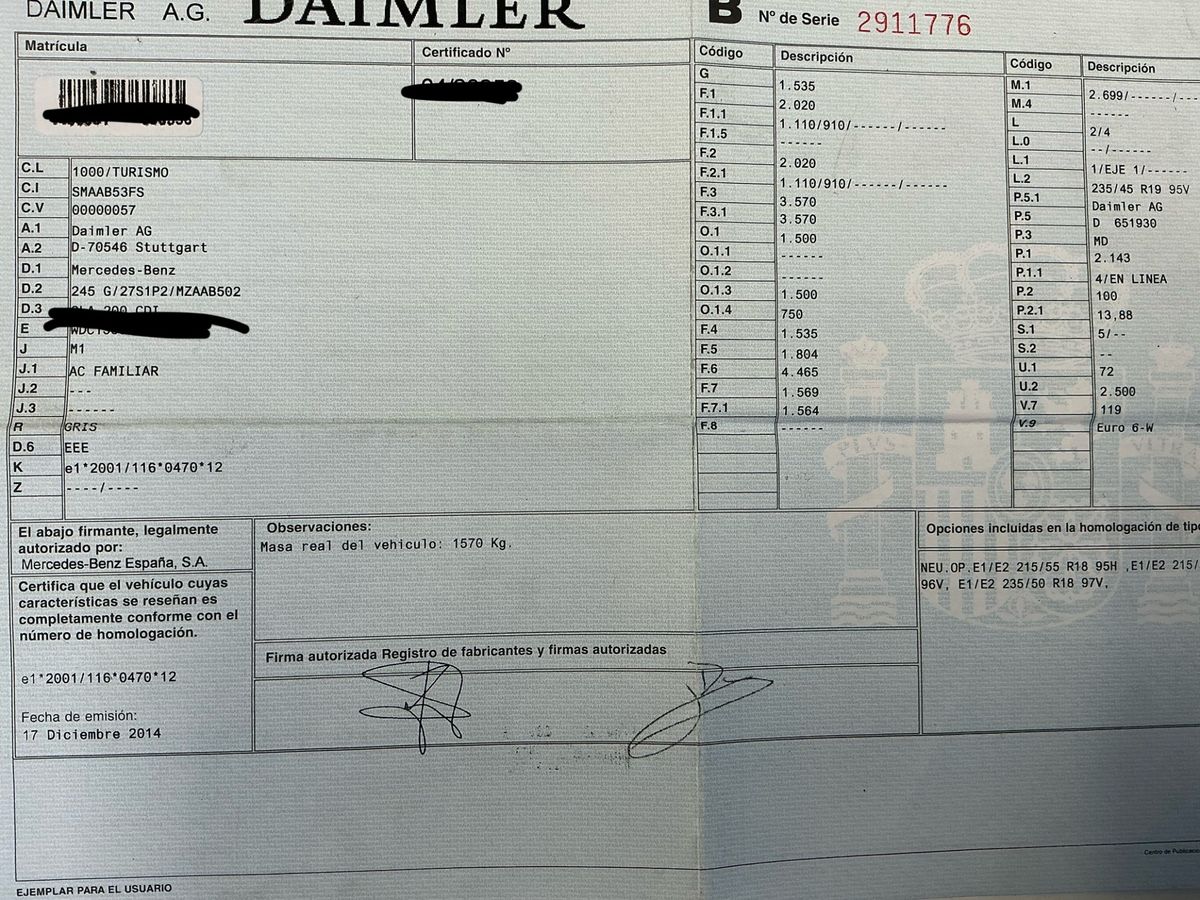 DAIMLER A.G.
DAIMLER
B Nº de Serie 2911776
Matrícula
Certificado Nº
C.L 1000/TURISMO
C.I SMAAB53FS
C.V 00000057
A.1 Daimler AG
A.2 D-70546 Stuttgart
D.1 Mercedes-Benz
D.2 245 G/27S1P2/MZAAB502
D.3
E
J M1
J.1 AC FAMILIAR
J.2 ---
J.3 ------
R GRIS
D.6 EEE
K e1*2001/116*0470*12
Z ----/----
Código Descripción
G 1.535
F.1 2.020
F.1.1 1.110/910/------/------
F.1.5 ------
F.2 2.020
F.2.1 1.110/910/------/------
F.3 3.570
F.3.1 3.570
O.1 1.500
O.1.1 ------
O.1.2 ------
O.1.3 1.500
O.1.4 750
F.4 1.535
F.5 1.804
F.6 4.465
F.7 1.569
F.7.1 1.564
F.8 ------
Código Descripción
M.1 2.699/------/---
M.4 ------
L 2/4
L.0 --/------
L.1 1/EJE 1/------
L.2 235/45 R19 95V
P.5.1 Daimler AG
P.5 D 651930
P.3 MD
P.1 2.143
P.1.1 4/EN LINEA
P.2 100
P.2.1 13,88
S.1 5/--
S.2 --
U.1 72
U.2 2.500
V.7 119
V.9 Euro 6-W
PLVS
El abajo firmante, legalmente
autorizado por:
Mercedes-Benz España, S.A.
Certifica que el vehículo cuyas
características se reseñan es
completamente conforme con el
número de homologación.
e1*2001/116*0470*12
Fecha de emisión:
17 Diciembre 2014
Observaciones:
Masa real del vehiculo: 1570 Kg.
Firma autorizada Registro de fabricantes y firmas autorizadas
Opciones incluidas en la homologación de tipo
NEU.OP.E1/E2 215/55 R18 95H ,E1/E2 215/
96V, E1/E2 235/50 R18 97V,
Centro de Publicacio
EJEMPLAR PARA EL USUARIO